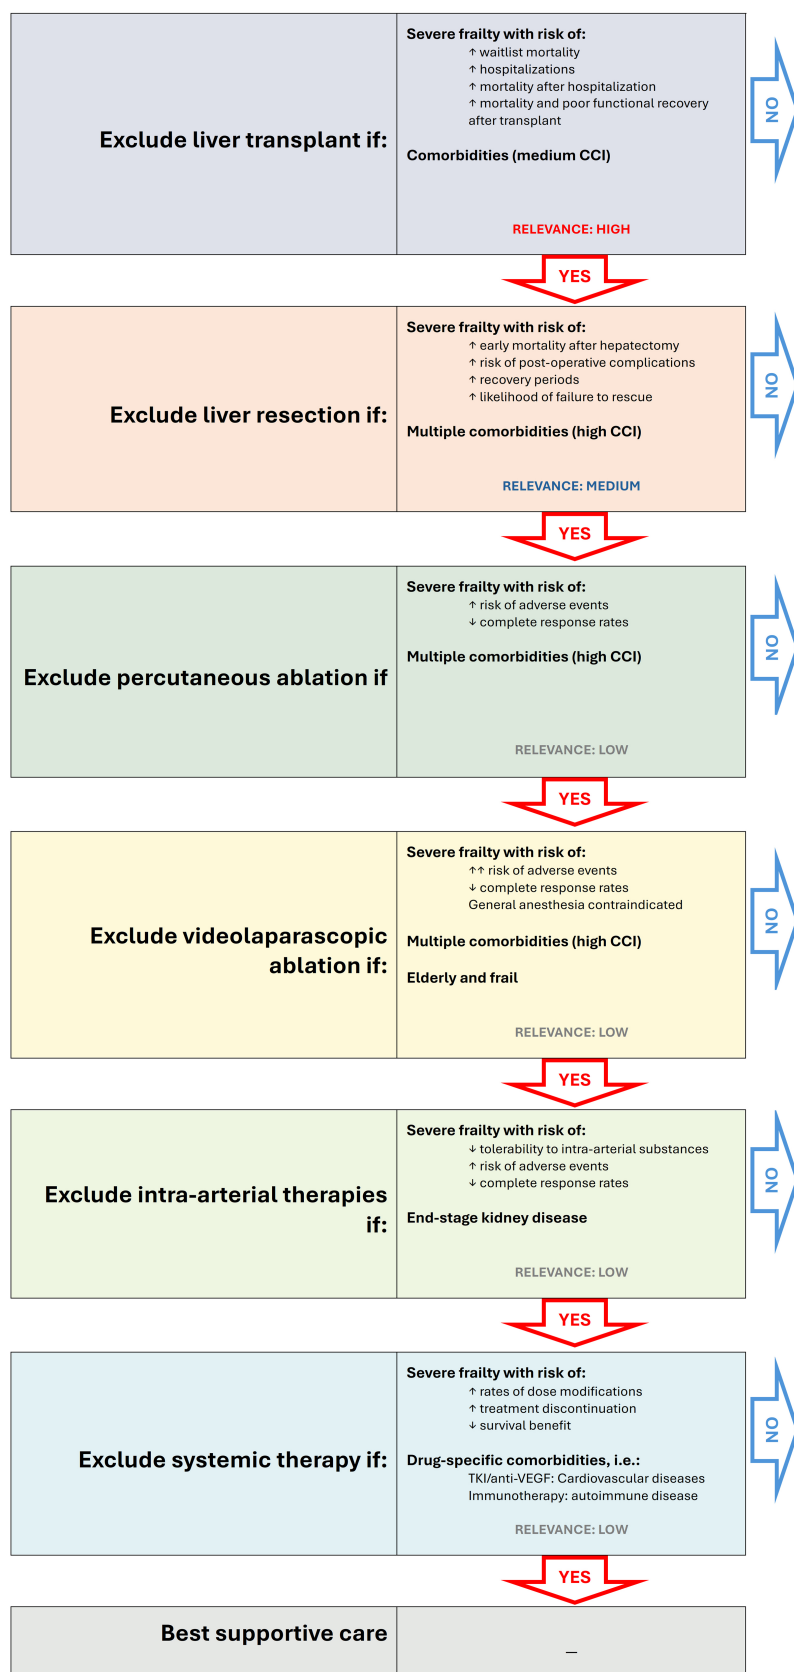 Exclude liver transplant if:
Severe frailty with risk of:
↑ waitlist mortality
↑ hospitalizations
↑ mortality after hospitalization
↑ mortality and poor functional recovery
after transplant
Comorbidities (medium CCI)
RELEVANCE: HIGH
NO
YES
Exclude liver resection if:
Severe frailty with risk of:
↑ early mortality after hepatectomy
↑ risk of post-operative complications
↑ recovery periods
↑ likelihood of failure to rescue
Multiple comorbidities (high CCI)
RELEVANCE: MEDIUM
NO
YES
Exclude percutaneous ablation if
Severe frailty with risk of:
↑ risk of adverse events
↓ complete response rates
Multiple comorbidities (high CCI)
RELEVANCE: LOW
NO
YES
Exclude videolaparascopic
ablation if:
Severe frailty with risk of:
↑↑ risk of adverse events
↓ complete response rates
General anesthesia contraindicated
Multiple comorbidities (high CCI)
Elderly and frail
RELEVANCE: LOW
NO
YES
Exclude intra-arterial therapies
if:
Severe frailty with risk of:
↓ tolerability to intra-arterial substances
↑ risk of adverse events
↓ complete response rates
End-stage kidney disease
RELEVANCE: LOW
NO
YES
Exclude systemic therapy if:
Severe frailty with risk of:
↑ rates of dose modifications
↑ treatment discontinuation
↓ survival benefit
Drug-specific comorbidities, i.e.:
TKI/anti-VEGF: Cardiovascular diseases
Immunotherapy: autoimmune disease
RELEVANCE: LOW
NO
YES
Best supportive care
–